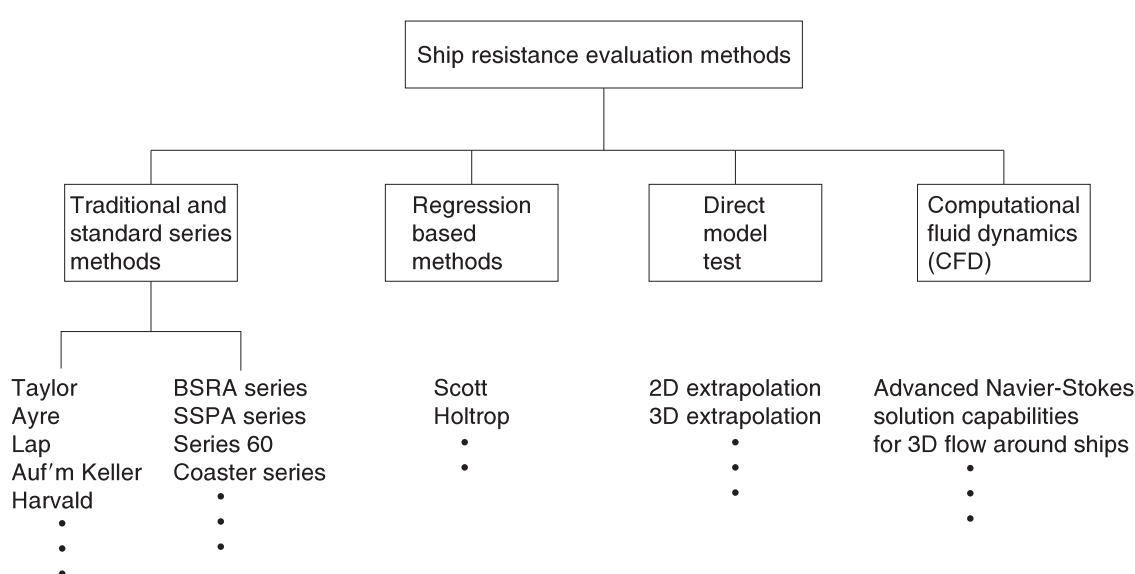 Ship resistance evaluation methods
Traditional and
standard series
methods
Regression
based
methods
Direct
model
test
Computational
fluid dynamics
(CFD)
Taylor
Ayre
Lap
Auf'm Keller
Harvald
BSRA series
SSPA series
Series 60
Coaster series
Scott
Holtrop
2D extrapolation
3D extrapolation
Advanced Navier-Stokes
solution capabilities
for 3D flow around ships